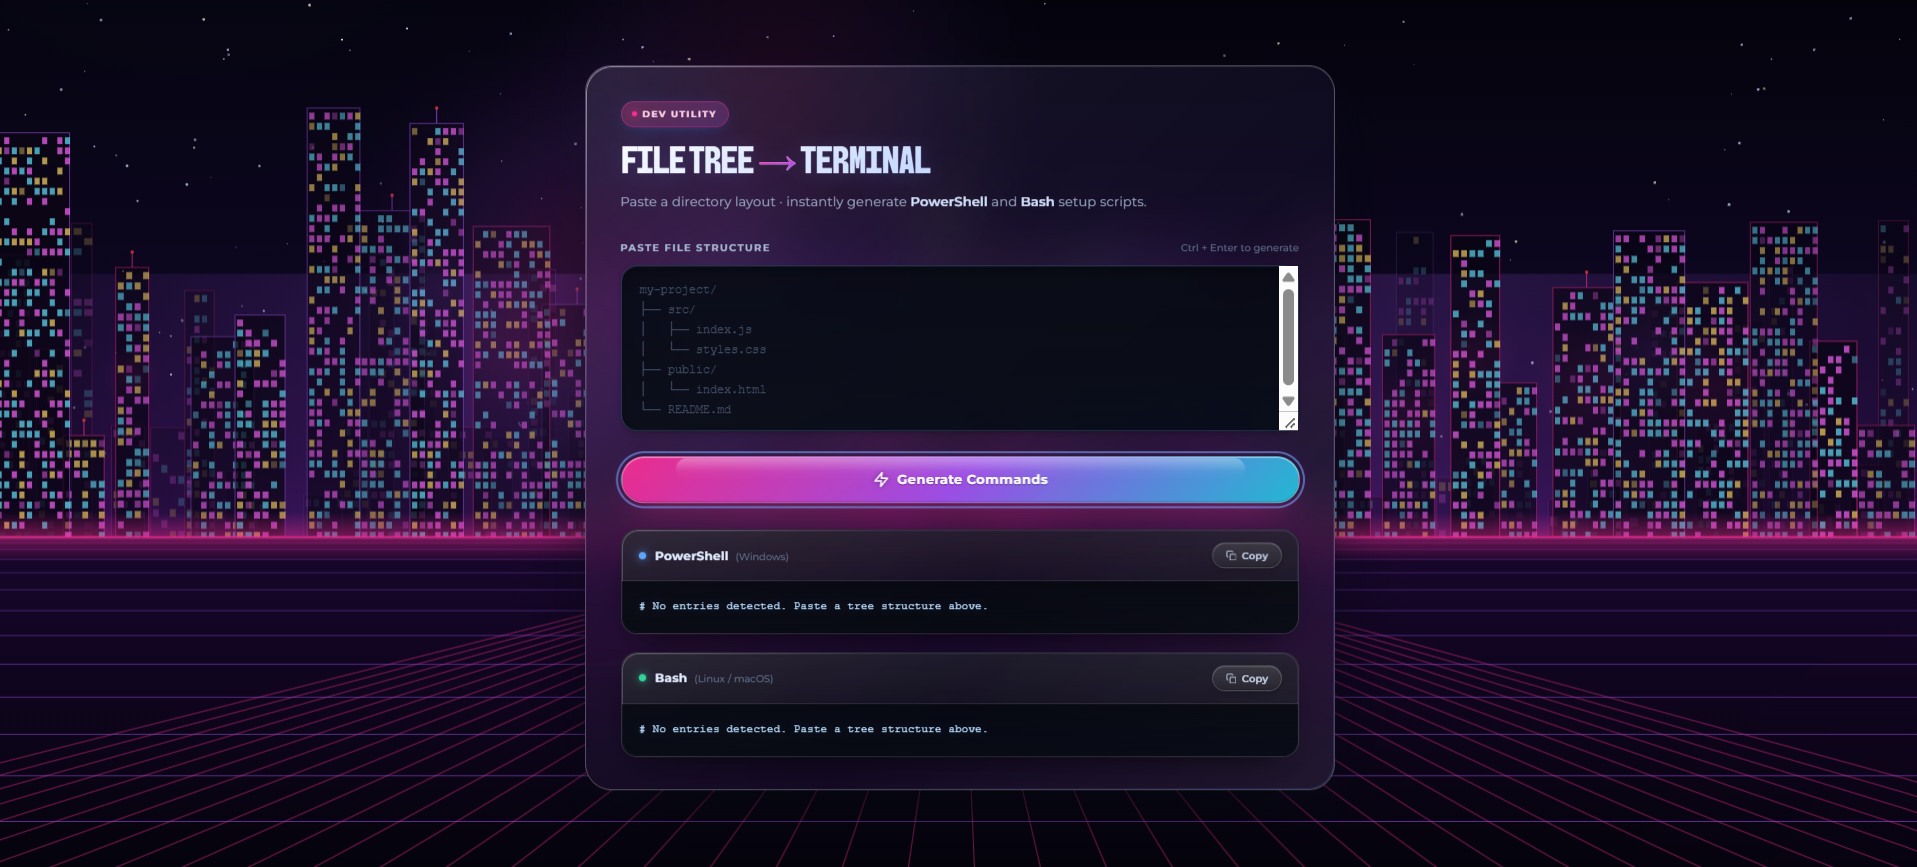 DEV UTILITY
FILE TREE → TERMINAL
Paste a directory layout · instantly generate PowerShell and Bash setup scripts.
PASTE FILE STRUCTURE
Ctrl + Enter to generate
my-project/
├── src/
│   ├── index.js
│   └── styles.css
├── public/
│   └── index.html
└── README.md
Generate Commands
PowerShell (Windows)
Copy
# No entries detected. Paste a tree structure above.
Bash (Linux / macOS)
Copy
# No entries detected. Paste a tree structure above.